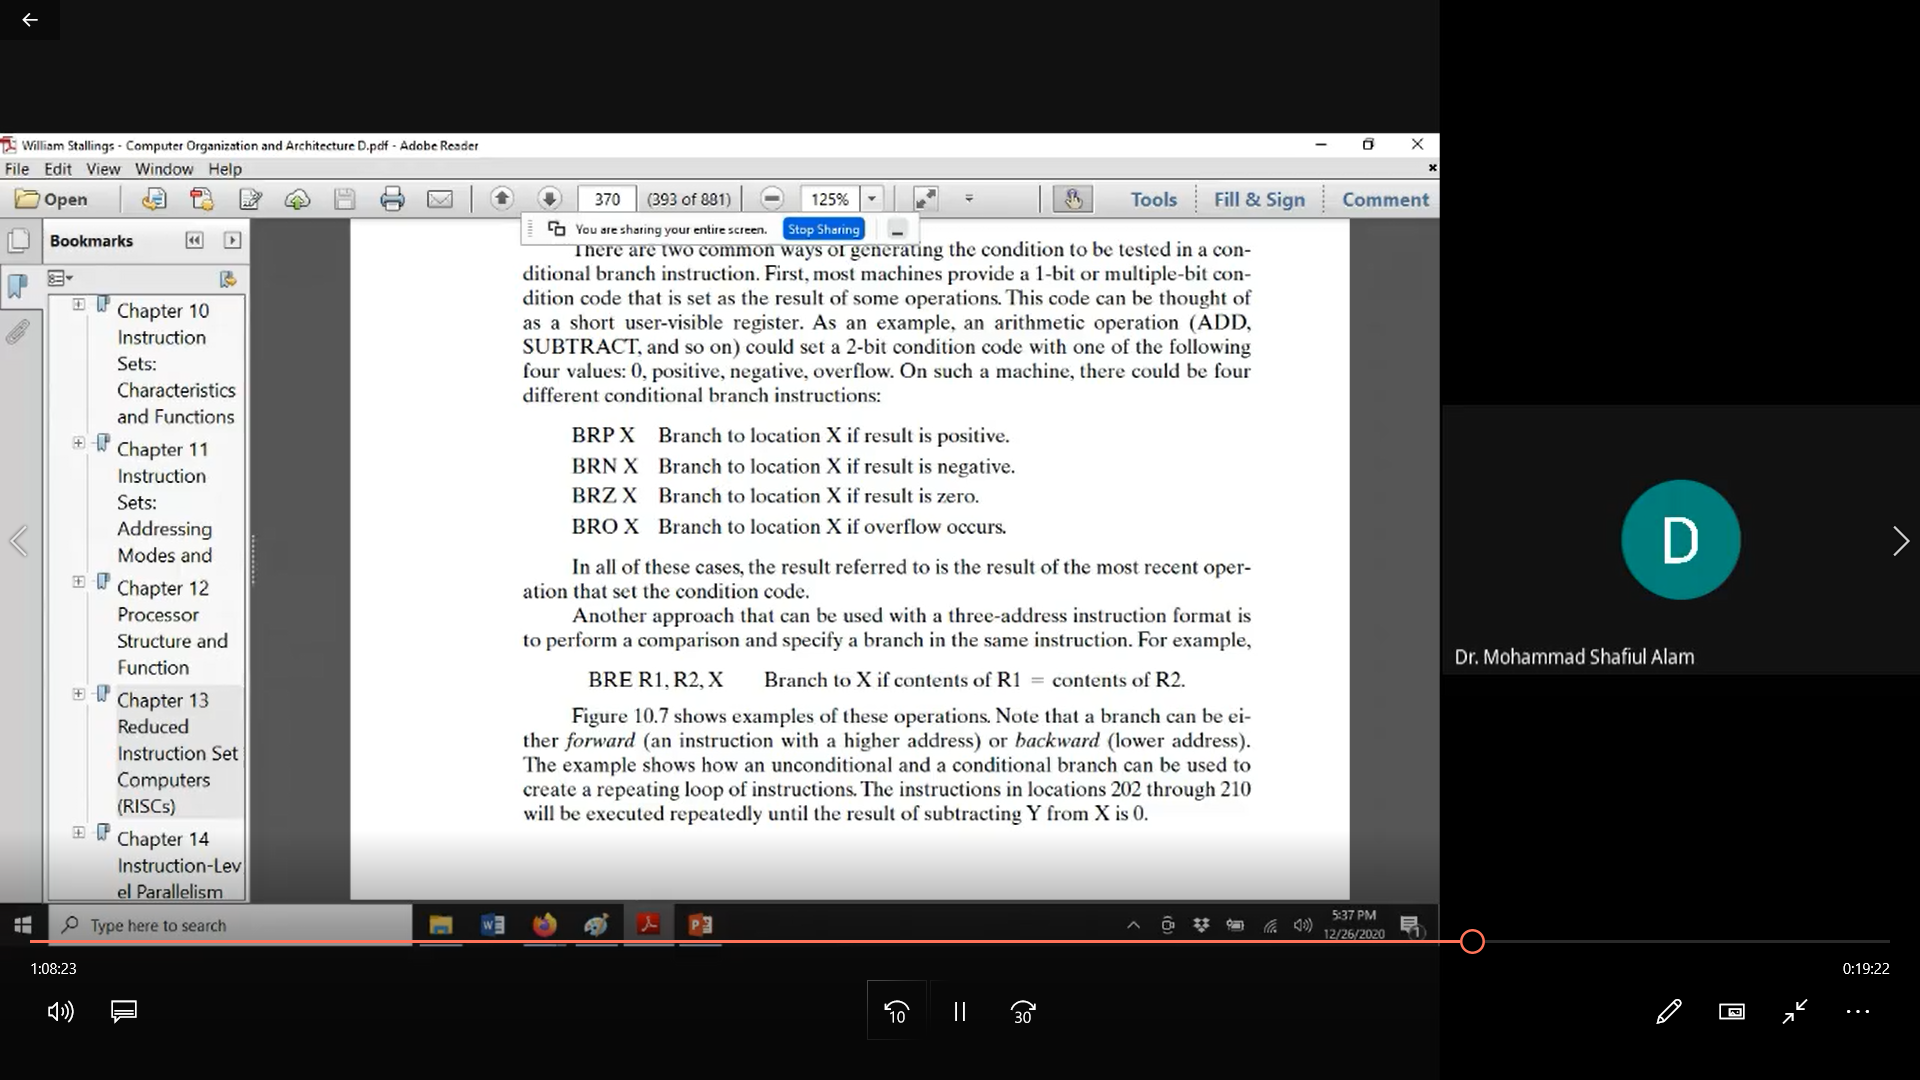 William Stallings - Computer Organization and Architecture D.pdf - Adobe Reader
File Edit View Window Help
Open
370 (393 of 881) 125%
Tools Fill & Sign Comment
You are sharing your entire screen. Stop Sharing
Bookmarks
Chapter 10
Instruction
Sets:
Characteristics
and Functions
Chapter 11
Instruction
Sets:
Addressing
Modes and
Chapter 12
Processor
Structure and
Function
Chapter 13
Reduced
Instruction Set
Computers
(RISCs)
Chapter 14
Instruction-Lev
el Parallelism
There are two common ways of generating the condition to be tested in a con-
ditional branch instruction. First, most machines provide a 1-bit or multiple-bit con-
dition code that is set as the result of some operations. This code can be thought of
as a short user-visible register. As an example, an arithmetic operation (ADD,
SUBTRACT, and so on) could set a 2-bit condition code with one of the following
four values: 0, positive, negative, overflow. On such a machine, there could be four
different conditional branch instructions:
BRP X Branch to location X if result is positive.
BRN X Branch to location X if result is negative.
BRZ X Branch to location X if result is zero.
BRO X Branch to location X if overflow occurs.
In all of these cases, the result referred to is the result of the most recent oper-
ation that set the condition code.
Another approach that can be used with a three-address instruction format is
to perform a comparison and specify a branch in the same instruction. For example,
BRE R1, R2, X Branch to X if contents of R1 = contents of R2.
Figure 10.7 shows examples of these operations. Note that a branch can be ei-
ther forward (an instruction with a higher address) or backward (lower address).
The example shows how an unconditional and a conditional branch can be used to
create a repeating loop of instructions. The instructions in locations 202 through 210
will be executed repeatedly until the result of subtracting Y from X is 0.
D
Dr. Mohammad Shafiul Alam
Type here to search
5:37 PM
12/26/2020
1
1:08:23
0:19:22
10
30